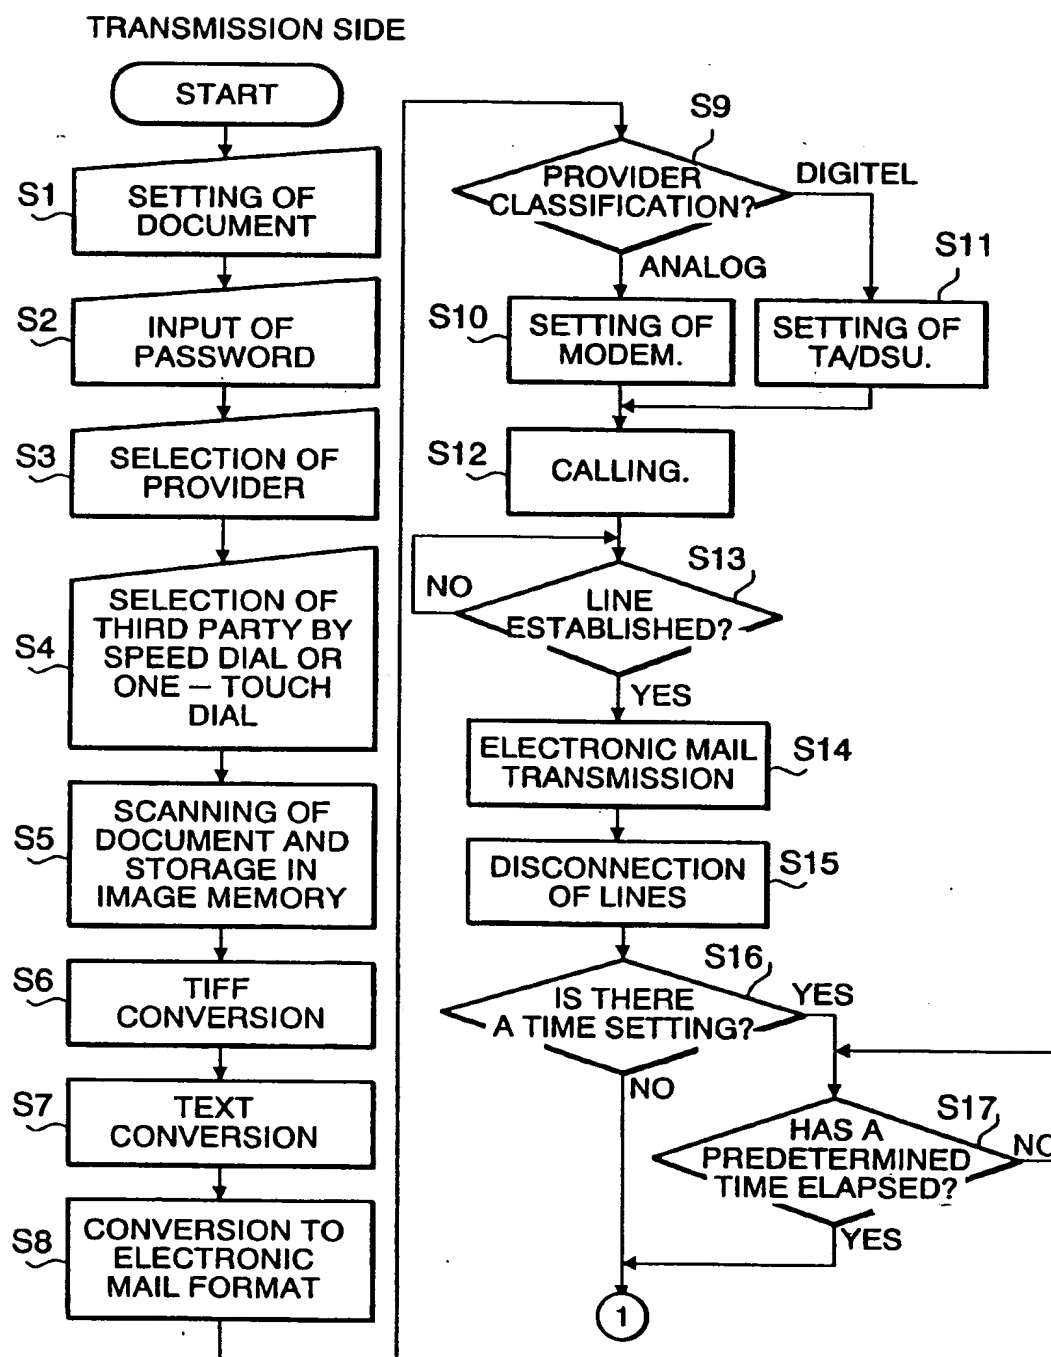 TRANSMISSION SIDE
START
S1
SETTING OF
DOCUMENT
S2
INPUT OF
PASSWORD
S3
SELECTION OF
PROVIDER
S4
SELECTION OF
THIRD PARTY BY
SPEED DIAL OR
ONE – TOUCH
DIAL
S5
SCANNING OF
DOCUMENT AND
STORAGE IN
IMAGE MEMORY
S6
TIFF
CONVERSION
S7
TEXT
CONVERSION
S8
CONVERSION TO
ELECTRONIC
MAIL FORMAT
S9
PROVIDER
CLASSIFICATION?
DIGITEL
ANALOG
S10
SETTING OF
MODEM.
S11
SETTING OF
TA/DSU.
S12
CALLING.
S13
NO
LINE
ESTABLISHED?
YES
ELECTRONIC MAIL
TRANSMISSION
S14
DISCONNECTION
OF LINES
S15
S16
IS THERE
A TIME SETTING?
YES
NO
S17
HAS A
PREDETERMINED
TIME ELAPSED?
NO
YES
1